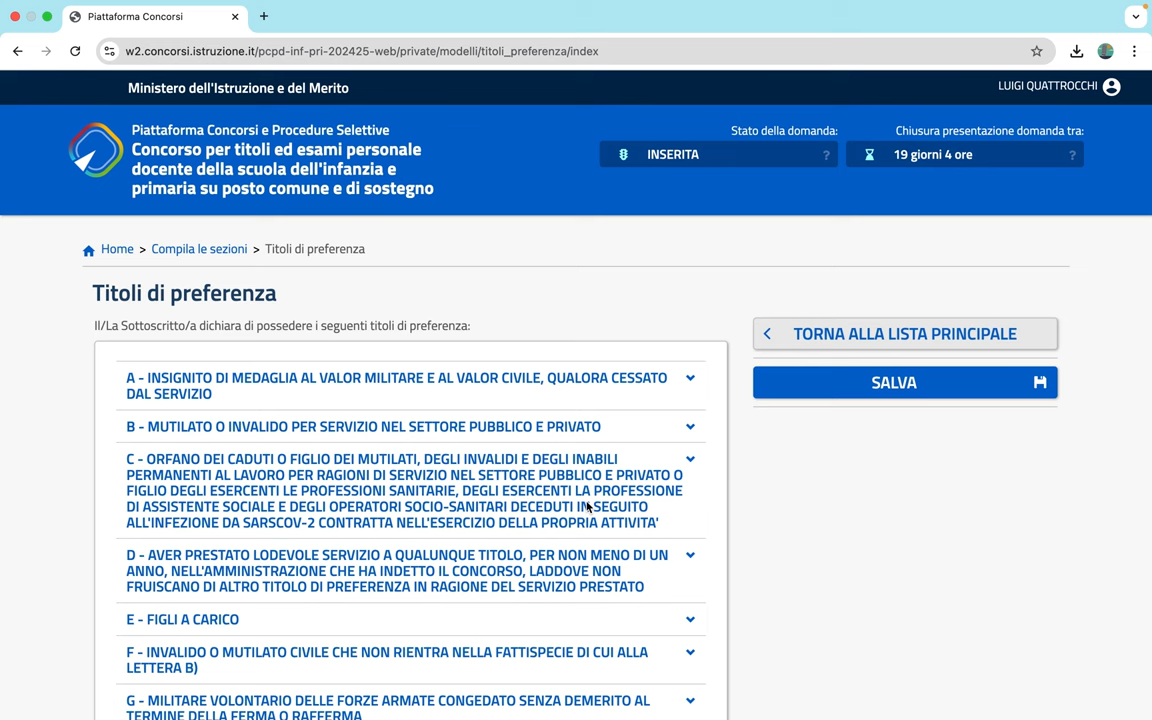 Piattaforma Concorsi
w2.concorsi.istruzione.it/pcpd-inf-pri-202425-web/private/modelli/titoli_preferenza/index
Ministero dell'Istruzione e del Merito
LUIGI QUATTROCCHI
Piattaforma Concorsi e Procedure Selettive
Concorso per titoli ed esami personale
docente della scuola dell'infanzia e
primaria su posto comune e di sostegno
Stato della domanda:
INSERITA ?
Chiusura presentazione domanda tra:
19 giorni 4 ore ?
Home > Compila le sezioni > Titoli di preferenza
Titoli di preferenza
Il/La Sottoscritto/a dichiara di possedere i seguenti titoli di preferenza:
A - INSIGNITO DI MEDAGLIA AL VALOR MILITARE E AL VALOR CIVILE, QUALORA CESSATO
DAL SERVIZIO
B - MUTILATO O INVALIDO PER SERVIZIO NEL SETTORE PUBBLICO E PRIVATO
C - ORFANO DEI CADUTI O FIGLIO DEI MUTILATI, DEGLI INVALIDI E DEGLI INABILI
PERMANENTI AL LAVORO PER RAGIONI DI SERVIZIO NEL SETTORE PUBBLICO E PRIVATO O
FIGLIO DEGLI ESERCENTI LE PROFESSIONI SANITARIE, DEGLI ESERCENTI LA PROFESSIONE
DI ASSISTENTE SOCIALE E DEGLI OPERATORI SOCIO-SANITARI DECEDUTI IN SEGUITO
ALL'INFEZIONE DA SARSCOV-2 CONTRATTA NELL'ESERCIZIO DELLA PROPRIA ATTIVITA'
D - AVER PRESTATO LODEVOLE SERVIZIO A QUALUNQUE TITOLO, PER NON MENO DI UN
ANNO, NELL'AMMINISTRAZIONE CHE HA INDETTO IL CONCORSO, LADDOVE NON
FRUISCANO DI ALTRO TITOLO DI PREFERENZA IN RAGIONE DEL SERVIZIO PRESTATO
E - FIGLI A CARICO
F - INVALIDO O MUTILATO CIVILE CHE NON RIENTRA NELLA FATTISPECIE DI CUI ALLA
LETTERA B)
G - MILITARE VOLONTARIO DELLE FORZE ARMATE CONGEDATO SENZA DEMERITO AL
TERMINE DELLA FERMA O RAFFERMA
TORNA ALLA LISTA PRINCIPALE
SALVA